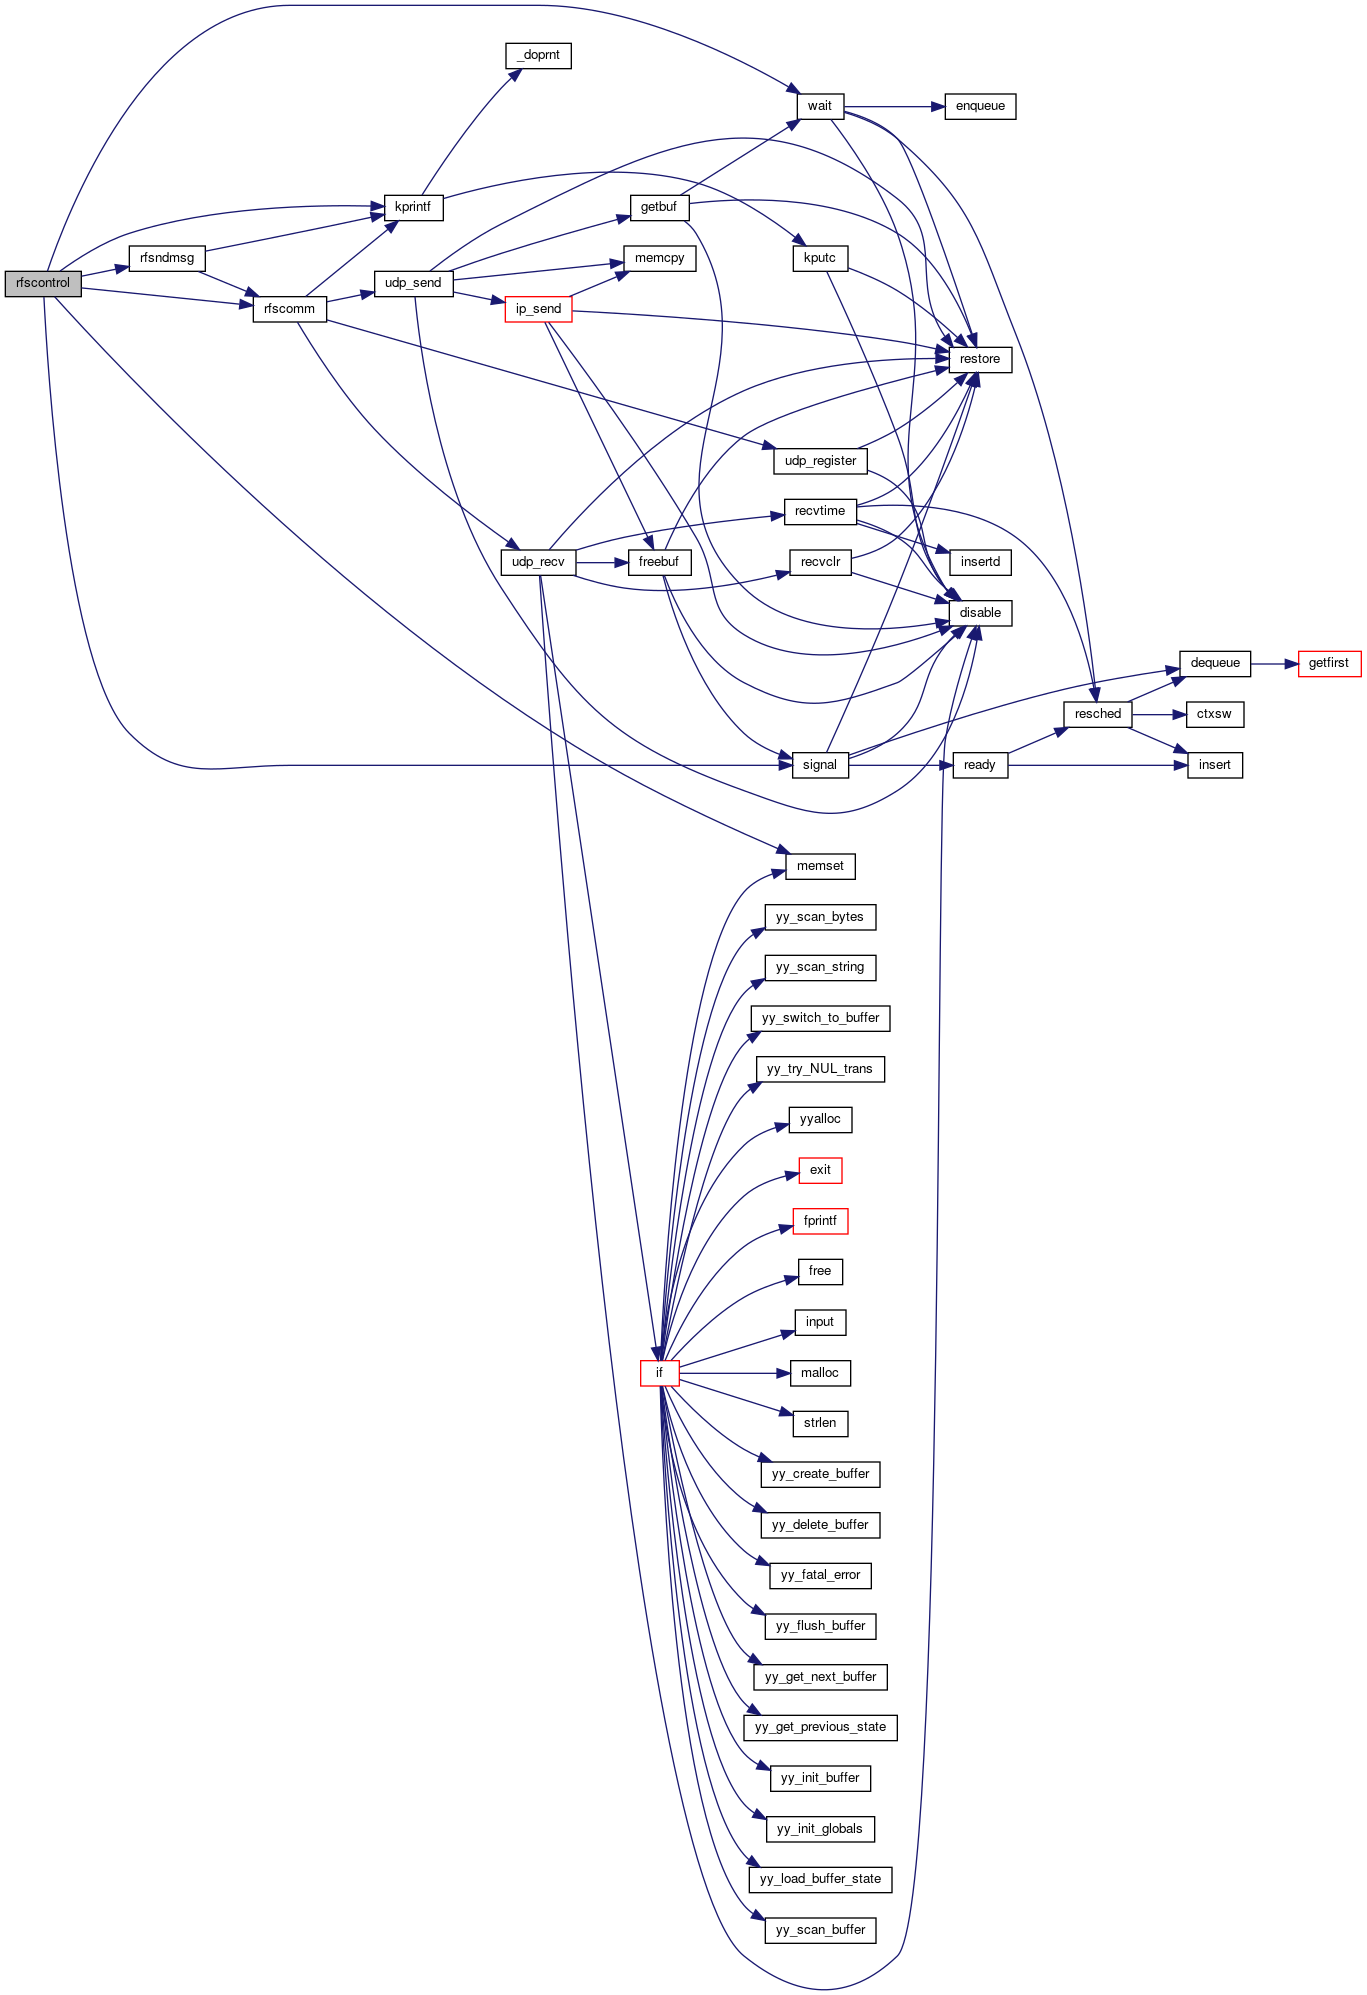 _doprnt
wait
enqueue
kprintf
getbuf
rfsndmsg
memcpy
kputc
rfscontrol
udp_send
rfscomm
ip_send
restore
udp_register
recvtime
udp_recv
freebuf
recvclr
insertd
disable
dequeue
getfirst
resched
ctxsw
signal
ready
insert
memset
yy_scan_bytes
yy_scan_string
yy_switch_to_buffer
yy_try_NUL_trans
yyalloc
exit
fprintf
free
input
if
malloc
strlen
yy_create_buffer
yy_delete_buffer
yy_fatal_error
yy_flush_buffer
yy_get_next_buffer
yy_get_previous_state
yy_init_buffer
yy_init_globals
yy_load_buffer_state
yy_scan_buffer